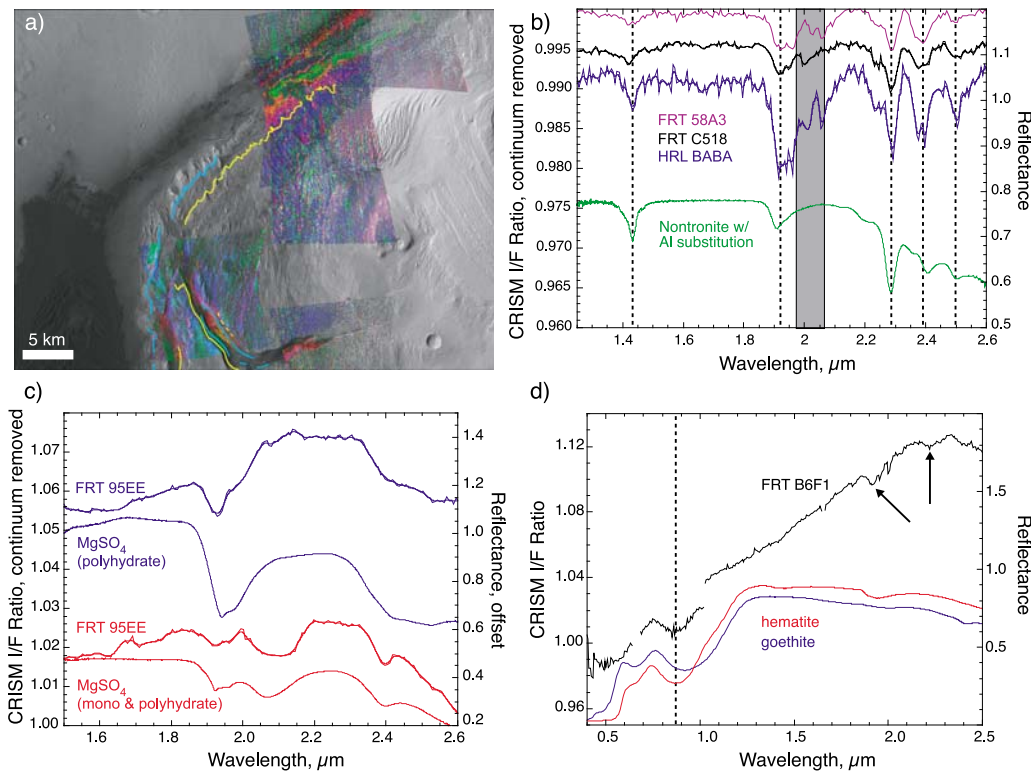 a)
5 km
b)
CRISM I/F Ratio, continuum removed
0.995
0.990
0.985
0.980
0.975
0.970
0.965
0.960
FRT 58A3
FRT C518
HRL BABA
Nontronite w/
Al substitution
1.1
1.0
0.9
0.8
0.7
0.6
0.5
Reflectance
1.4 1.6 1.8 2.0 2.2 2.4 2.6
Wavelength, µm
c)
CRISM I/F Ratio, continuum removed
1.07
1.06
1.05
1.04
1.03
1.02
1.01
1.00
FRT 95EE
MgSO4
(polyhydrate)
FRT 95EE
MgSO4
(mono & polyhydrate)
1.4
1.2
1.0
0.8
0.6
0.4
0.2
Reflectance, offset
1.6 1.8 2.0 2.2 2.4 2.6
Wavelength, µm
d)
CRISM I/F Ratio
1.12
1.08
1.04
1.00
0.96
FRT B6F1
hematite
goethite
1.5
1.0
0.5
Reflectance
0.5 1.0 1.5 2.0 2.5
Wavelength, µm